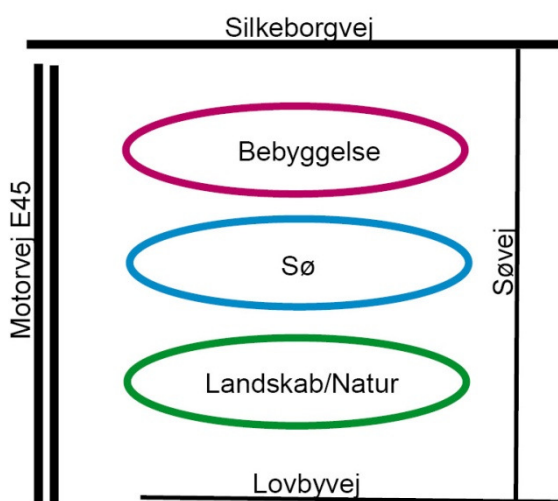 Silkeborgvej
Bebyggelse
Motorvej E45
Sø
Søvej
Landskab/Natur
Lovbyvej